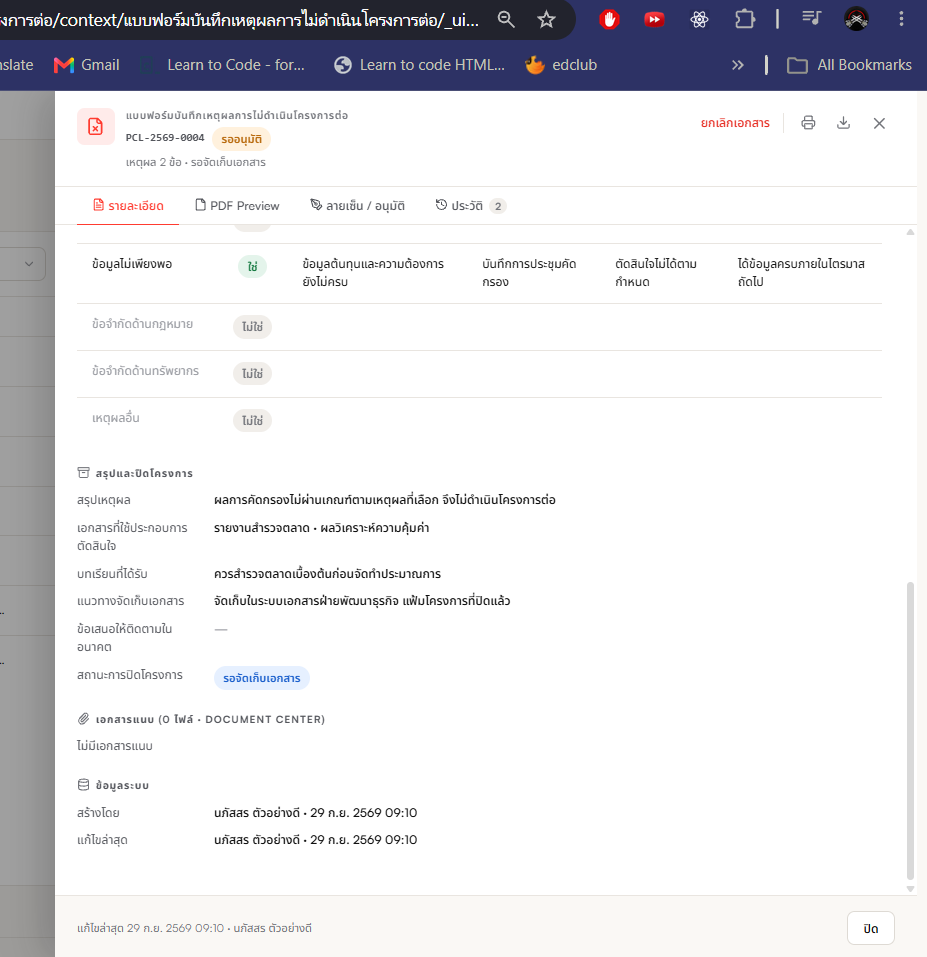 งการต่อ/context/แบบฟอร์มบันทึกเหตุผลการไม่ดำเนินโครงการต่อ/_ui...
nslate
Gmail
Learn to Code - for...
Learn to code HTML...
edclub
»
All Bookmarks
แบบฟอร์มบันทึกเหตุผลการไม่ดำเนินโครงการต่อ
PCL-2569-0004 รออนุมัติ
เหตุผล 2 ข้อ • รอจัดเก็บเอกสาร
ยกเลิกเอกสาร
รายละเอียด
PDF Preview
ลายเซ็น / อนุมัติ
ประวัติ 2
ข้อมูลไม่เพียงพอ
ใช่
ข้อมูลต้นทุนและความต้องการ
ยังไม่ครบ
บันทึกการประชุมคัด
กรอง
ตัดสินใจไม่ได้ตาม
กำหนด
ได้ข้อมูลครบภายในไตรมาส
ถัดไป
ข้อจำกัดด้านกฎหมาย
ไม่ใช่
ข้อจำกัดด้านทรัพยากร
ไม่ใช่
เหตุผลอื่น
ไม่ใช่
สรุปและปิดโครงการ
สรุปเหตุผล
ผลการคัดกรองไม่ผ่านเกณฑ์ตามเหตุผลที่เลือก จึงไม่ดำเนินโครงการต่อ
เอกสารที่ใช้ประกอบการ
ตัดสินใจ
รายงานสำรวจตลาด • ผลวิเคราะห์ความคุ้มค่า
บทเรียนที่ได้รับ
ควรสำรวจตลาดเบื้องต้นก่อนจัดทำประมาณการ
แนวทางจัดเก็บเอกสาร
จัดเก็บในระบบเอกสารฝ่ายพัฒนาธุรกิจ แฟ้มโครงการที่ปิดแล้ว
ข้อเสนอให้ติดตามใน
อนาคต
—
สถานะการปิดโครงการ
รอจัดเก็บเอกสาร
เอกสารแนบ (0 ไฟล์ • DOCUMENT CENTER)
ไม่มีเอกสารแนบ
ข้อมูลระบบ
สร้างโดย
นภัสสร ตัวอย่างดี • 29 ก.ย. 2569 09:10
แก้ไขล่าสุด
นภัสสร ตัวอย่างดี • 29 ก.ย. 2569 09:10
แก้ไขล่าสุด 29 ก.ย. 2569 09:10 • นภัสสร ตัวอย่างดี
ปิด